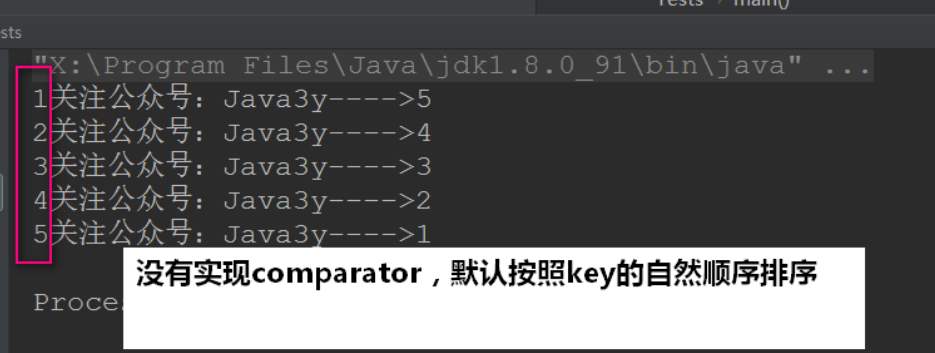 Tests main()
sts
"X:\Program Files\Java\jdk1.8.0_91\bin\java" ...
1关注公众号：Java3y---->5
2关注公众号：Java3y---->4
3关注公众号：Java3y---->3
4关注公众号：Java3y---->2
5关注公众号：Java3y---->1
没有实现comparator，默认按照key的自然顺序排序
Proce